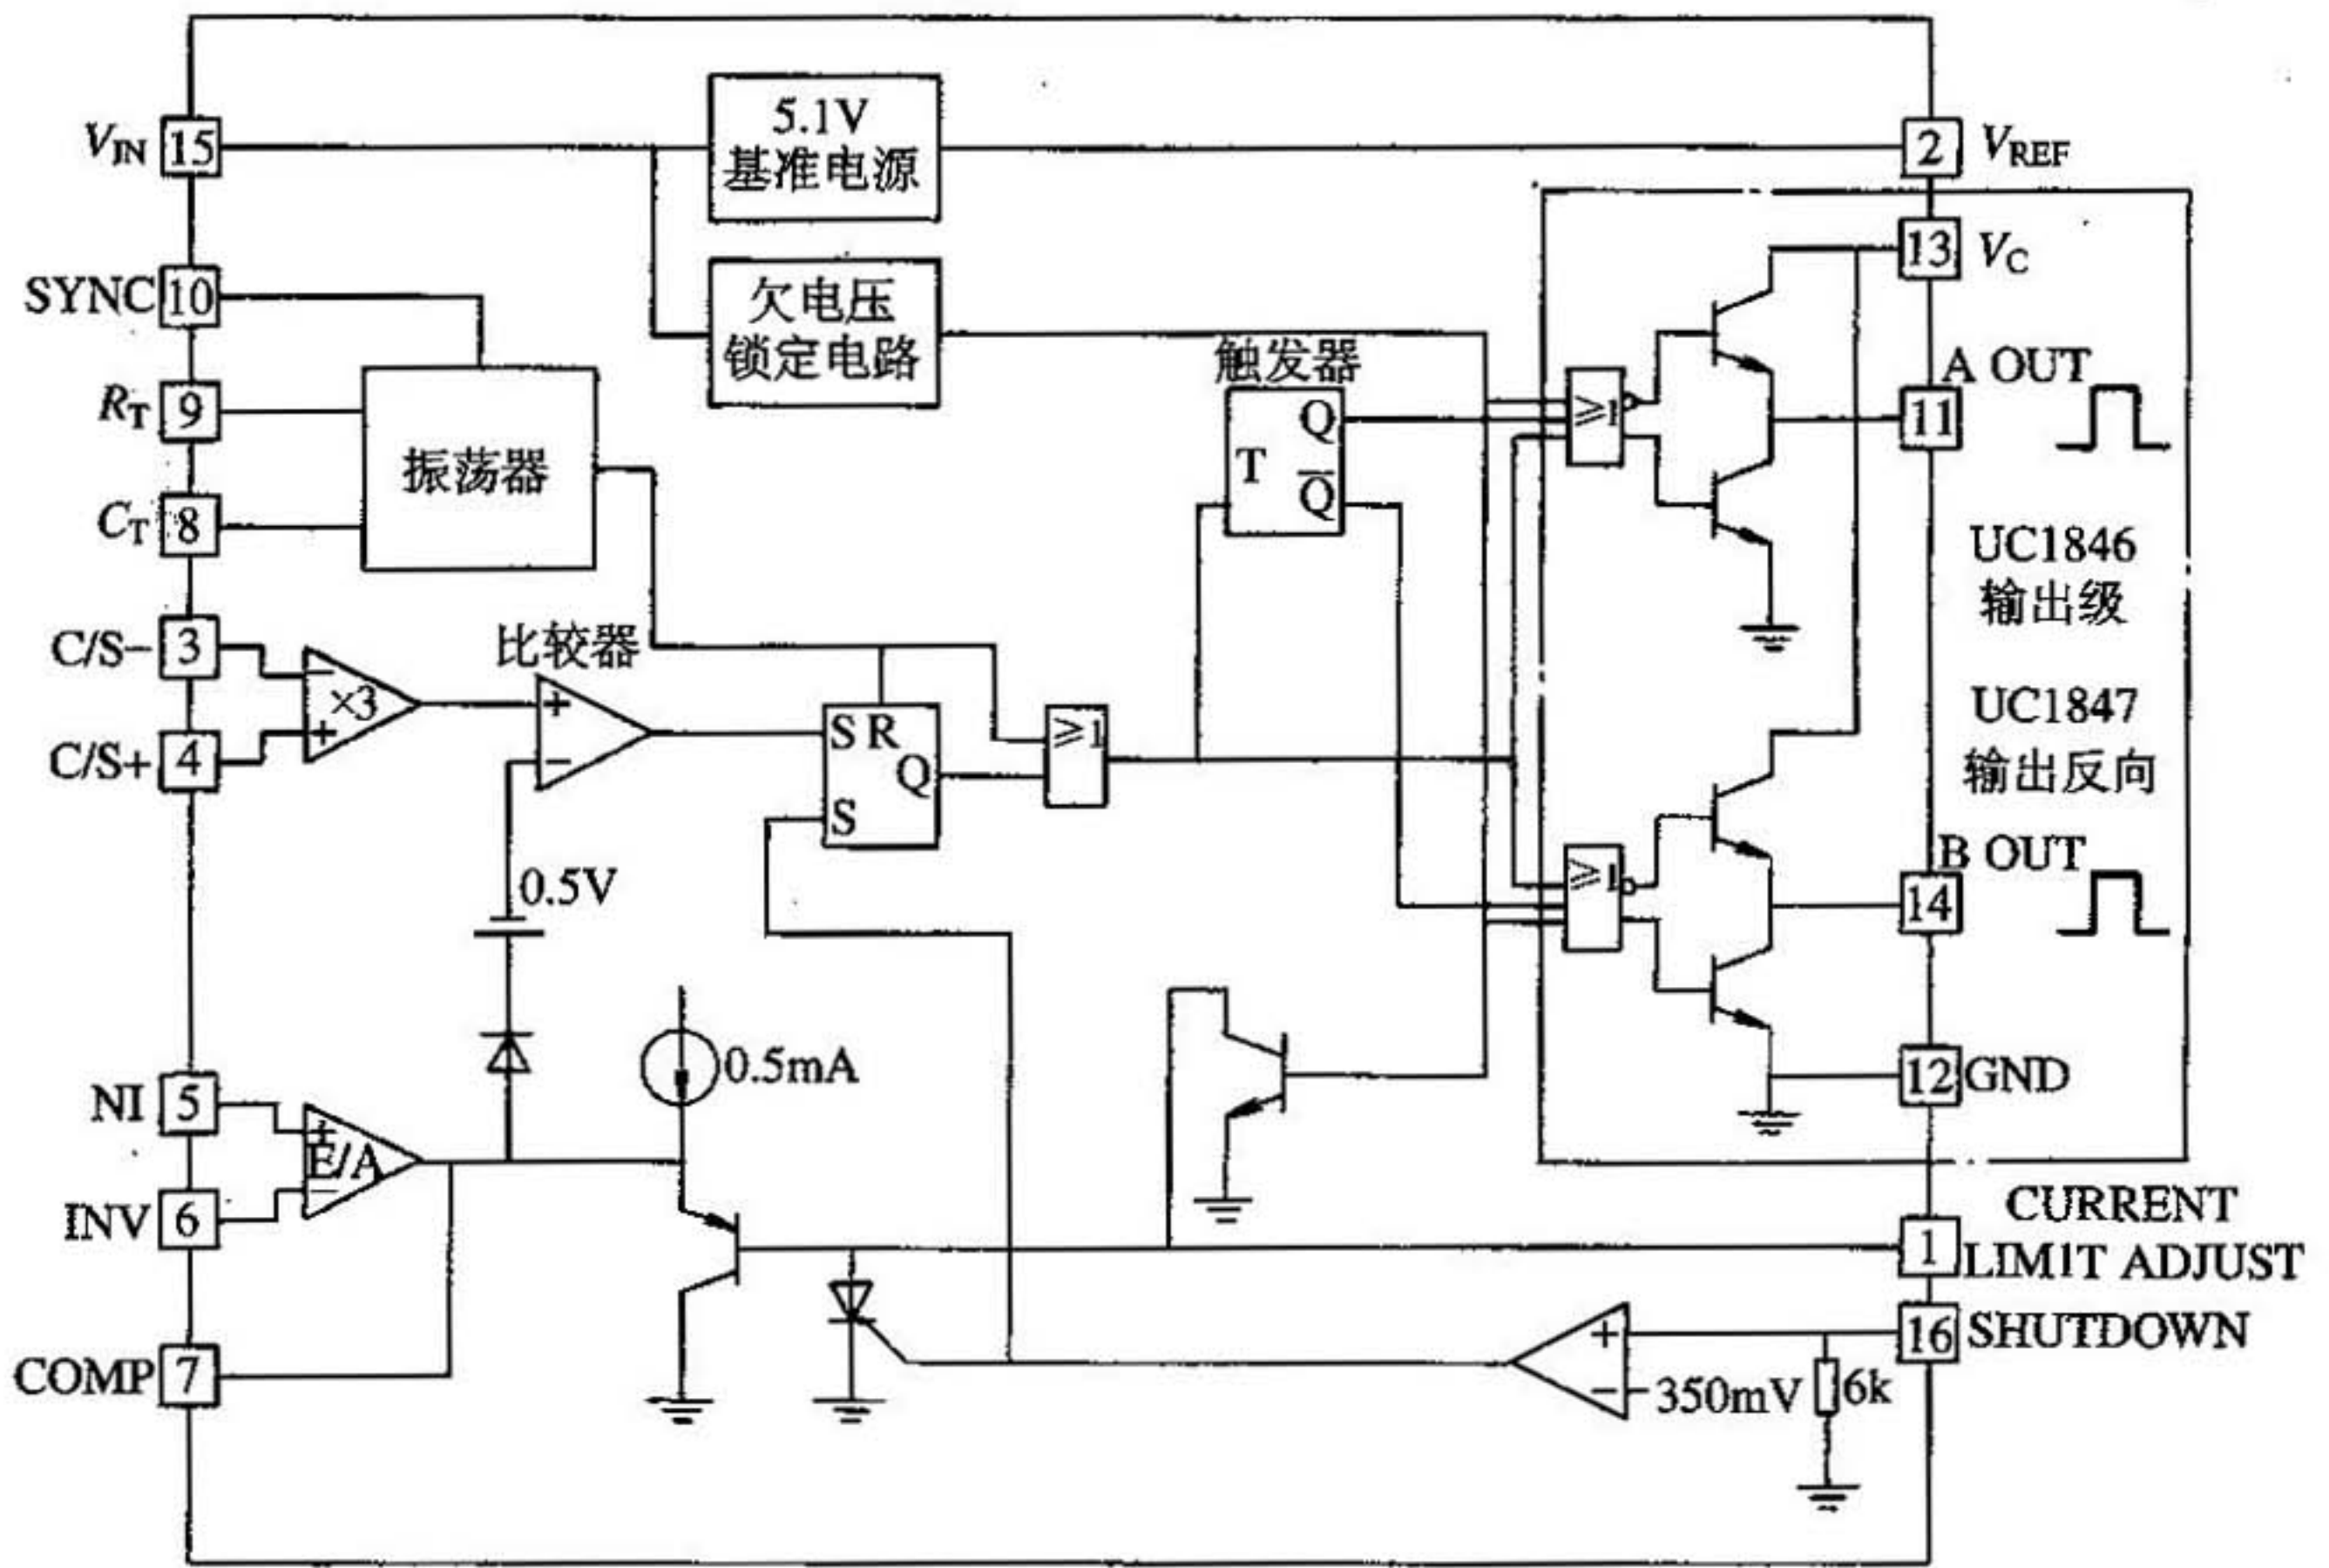 5.1V
基准电源
V_IN 15
2 V_REF
13 V_C
SYNC 10
欠电压
锁定电路
触发器
A OUT
R_T 9
Q
≥1
11
T
振荡器
Q̅
C_T 8
UC1846
输出级
C/S− 3
比较器
−
×3
+
+
S R
≥1
UC1847
输出反向
C/S+ 4
−
Q
S
B OUT
0.5V
≥1
14
0.5mA
NI 5
12 GND
+
E/A
−
INV 6
CURRENT
1 LIMIT ADJUST
+
16 SHUTDOWN
COMP 7
− 350mV
6k